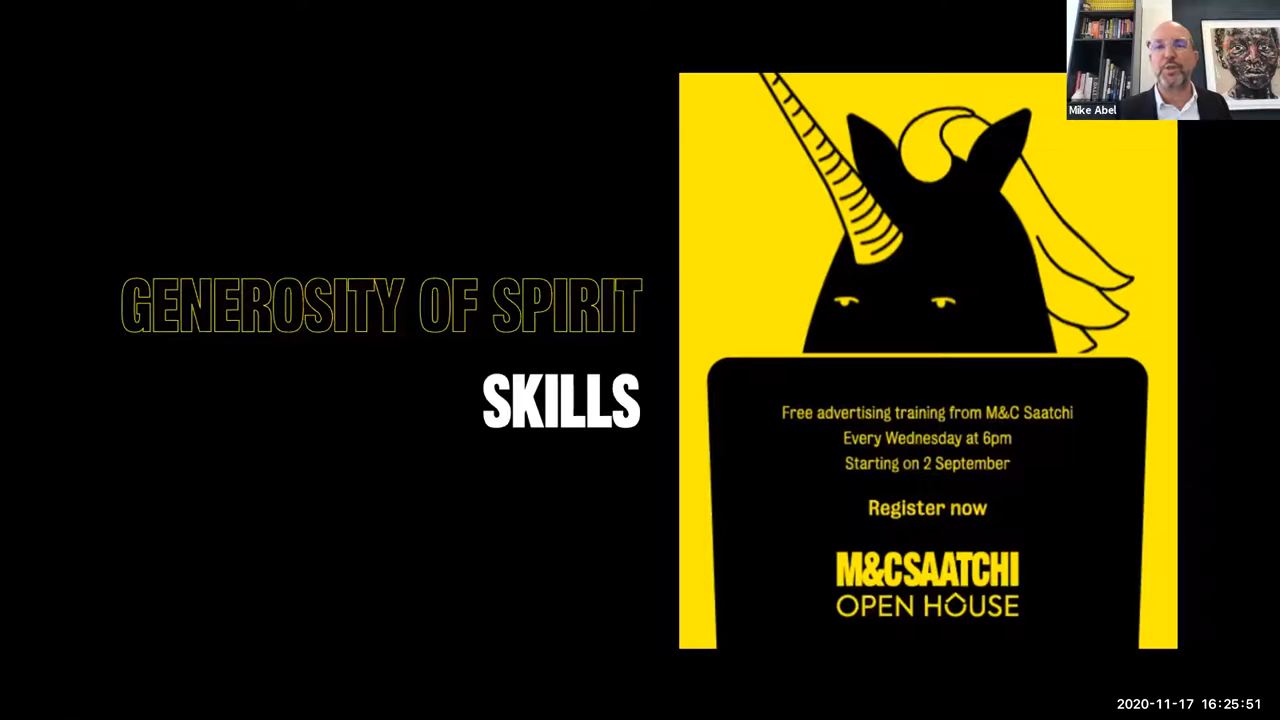 Mike Abel
GENEROSITY OF SPIRIT
SKILLS
Free advertising training from M&C Saatchi
Every Wednesday at 6pm
Starting on 2 September
Register now
M&CSAATCHI
OPEN HOUSE
2020-11-17 16:25:51